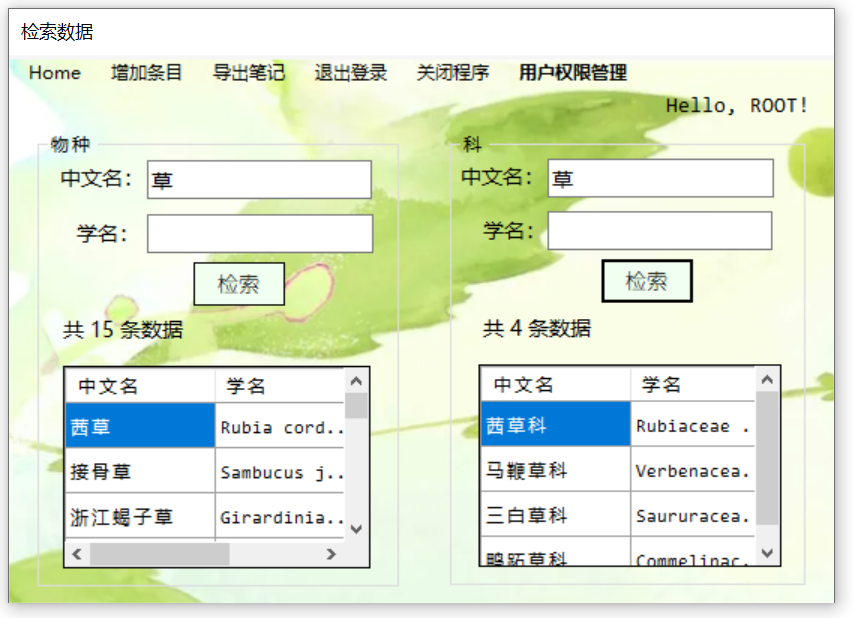 检索数据
Home 增加条目 导出笔记 退出登录 关闭程序 用户权限管理
Hello, ROOT!
物种
中文名: 草
学名:
检索
共 15 条数据
中文名 学名
茜草 Rubia cord..
接骨草 Sambucus j..
浙江蝎子草 Girardinia..
科
中文名: 草
学名:
检索
共 4 条数据
中文名 学名
茜草科 Rubiaceae .
马鞭草科 Verbenacea.
三白草科 Saururacea.
鸭跖草科 Commelinac.